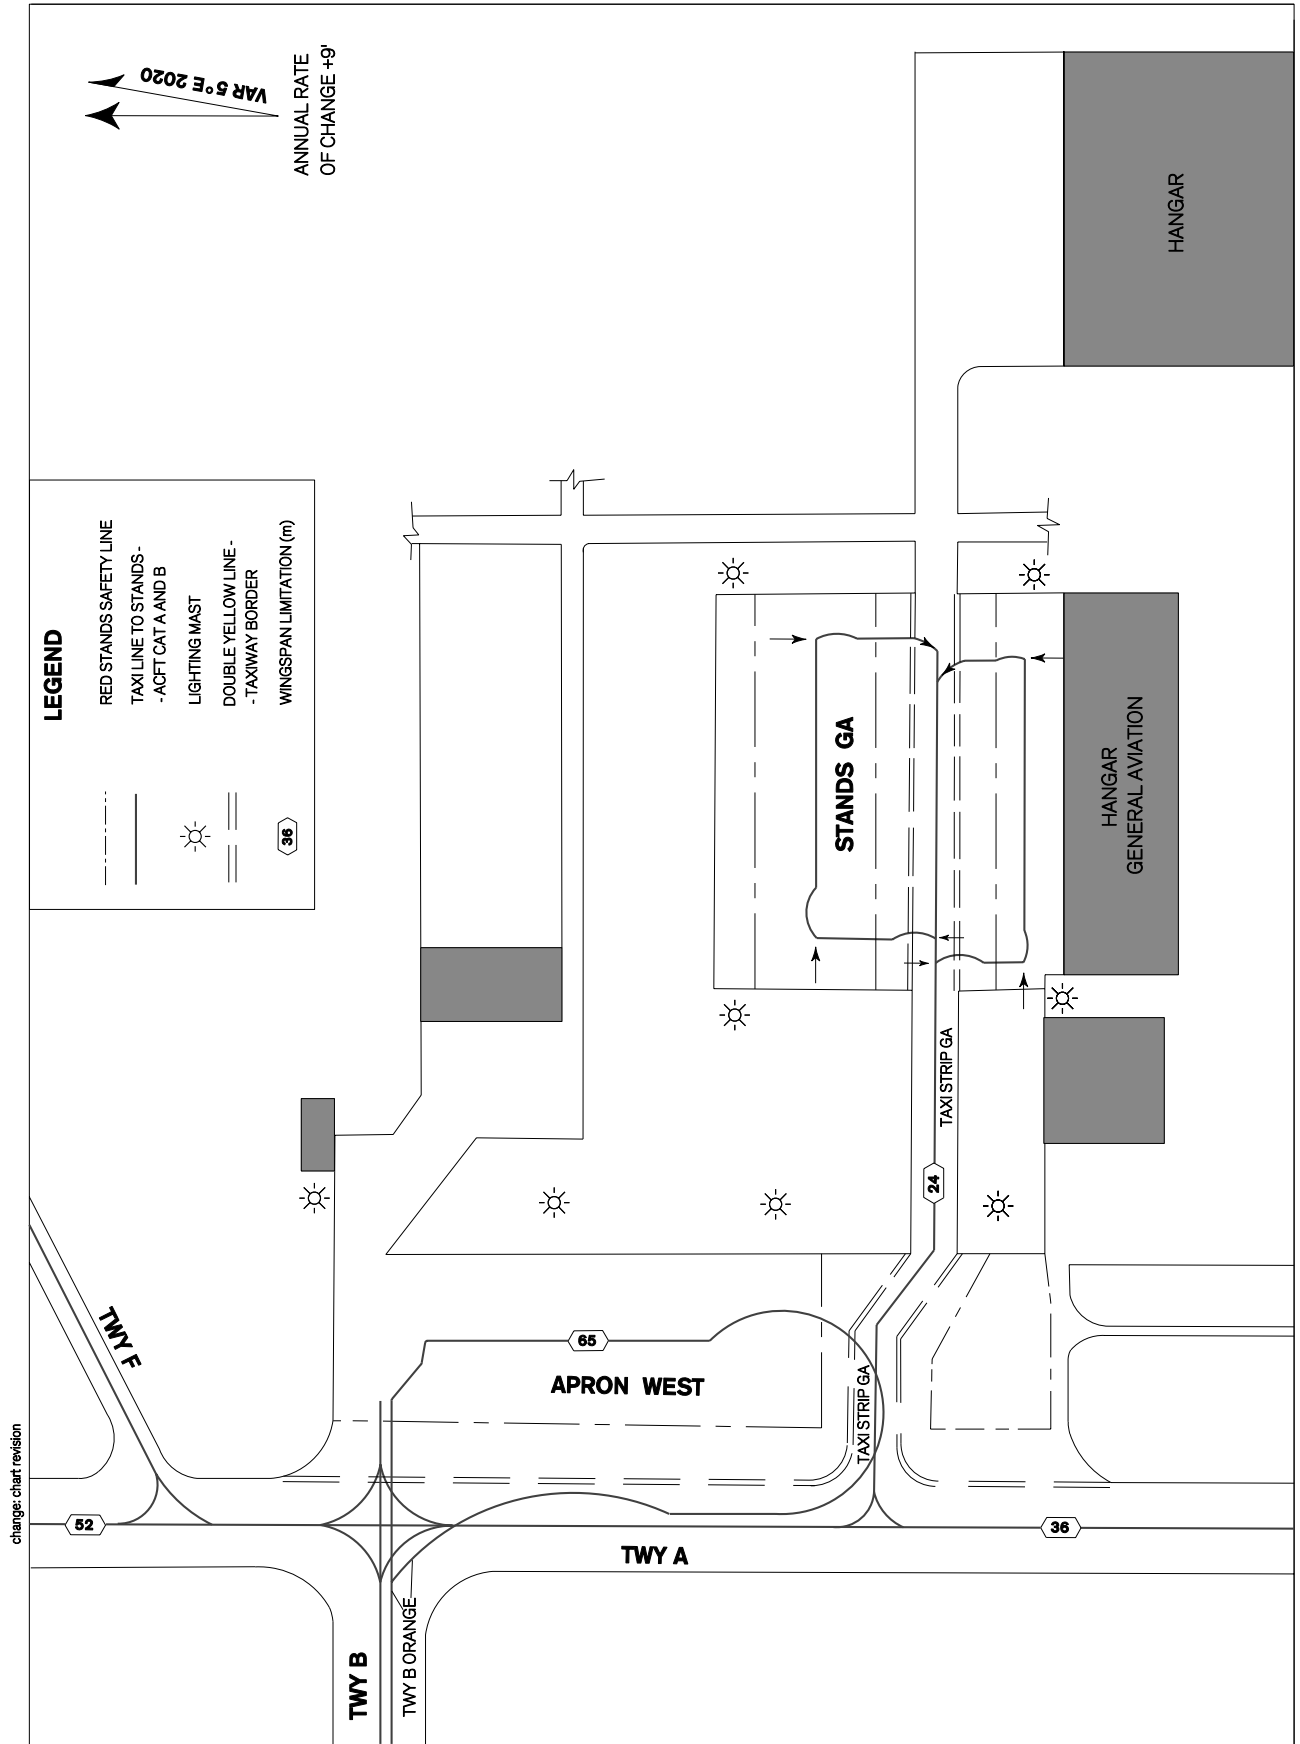 VAR 5°E 2020
ANNUAL RATE
OF CHANGE +9'
LEGEND
RED STANDS SAFETY LINE
TAXI LINE TO STANDS -
- ACFT CAT A AND B
LIGHTING MAST
DOUBLE YELLOW LINE -
- TAXIWAY BORDER
36
WINGSPAN LIMITATION (m)
HANGAR
STANDS GA
HANGAR
GENERAL AVIATION
TAXI STRIP GA
24
TWY F
65
APRON WEST
TAXI STRIP GA
change: chart revision
52
36
TWY A
TWY B
TWY B ORANGE